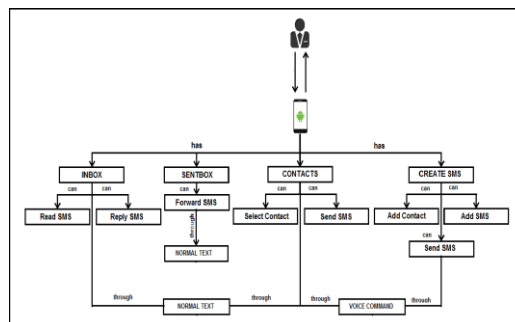 has has
INBOX SENTBOX CONTACTS CREATE SMS
can can can can can can can
Read SMS Reply SMS Forward SMS Select Contact Send SMS Add Contact Add SMS
through
can
NORMAL TEXT Send SMS
through through through through
NORMAL TEXT VOICE COMMAND